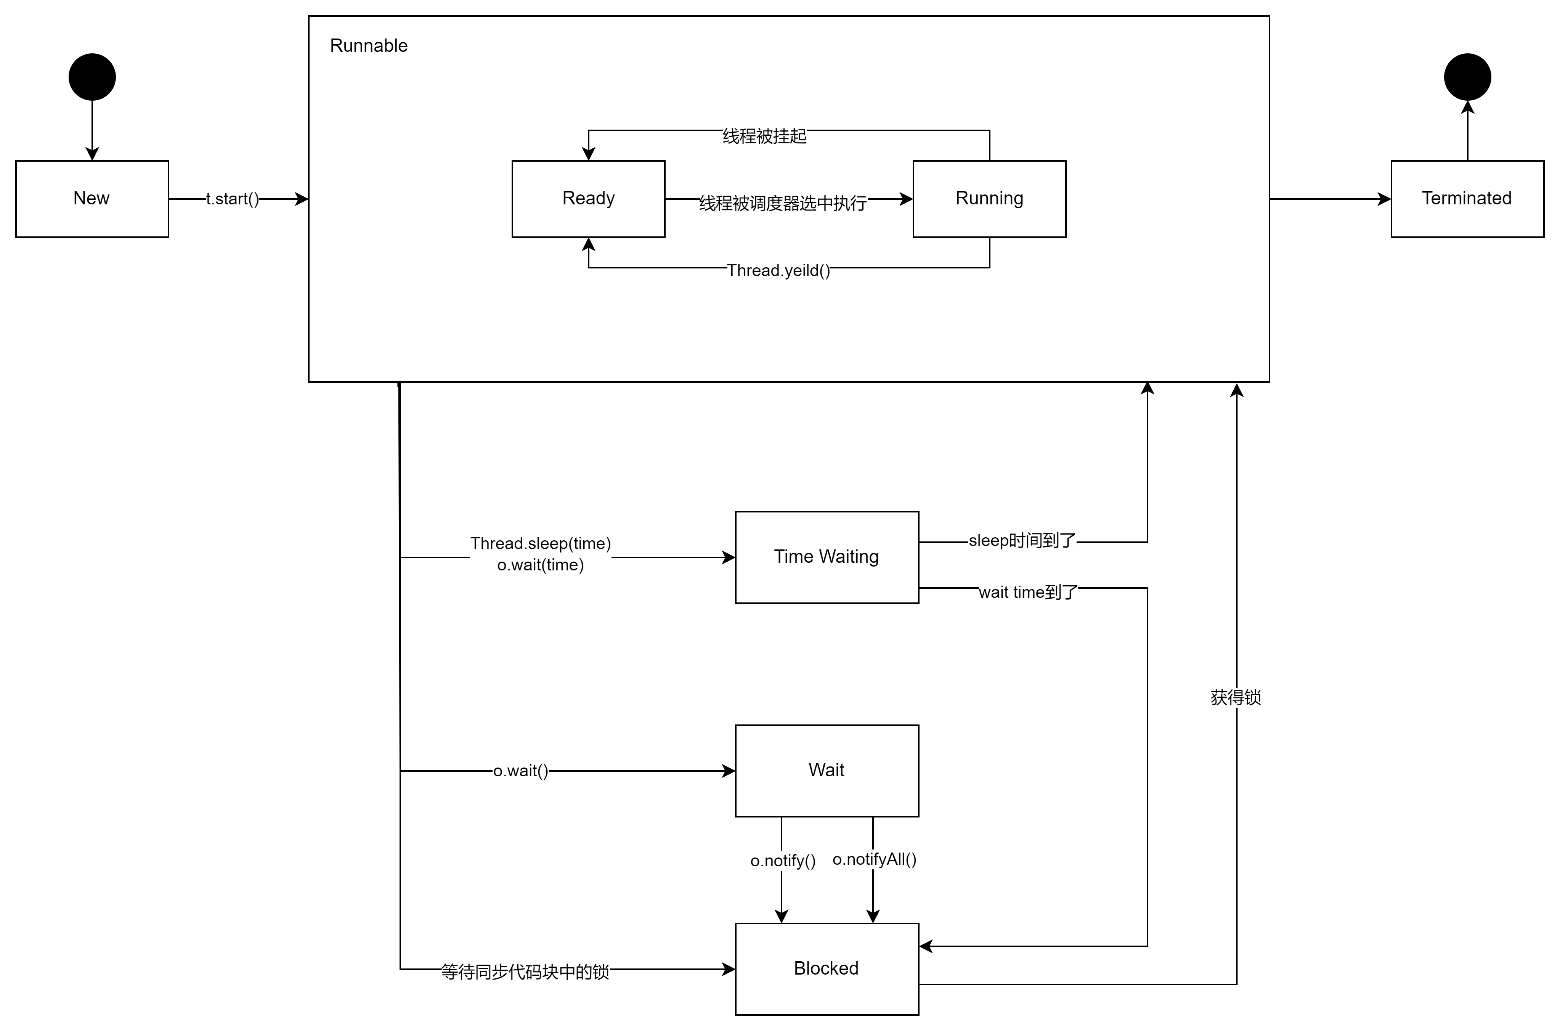 Runnable
线程被挂起
New
t.start()
Ready
线程被调度器选中执行
Running
Terminated
Thread.yeild()
Thread.sleep(time)
o.wait(time)
Time Waiting
sleep时间到了
wait time到了
获得锁
o.wait()
Wait
o.notify()
o.notifyAll()
等待同步代码块中的锁
Blocked